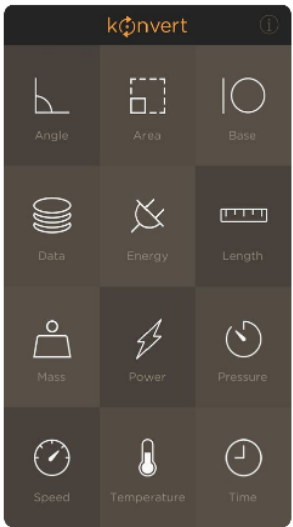 konvert
Angle Area Base
Data Energy Length
Mass Power Pressure
Speed Temperature Time